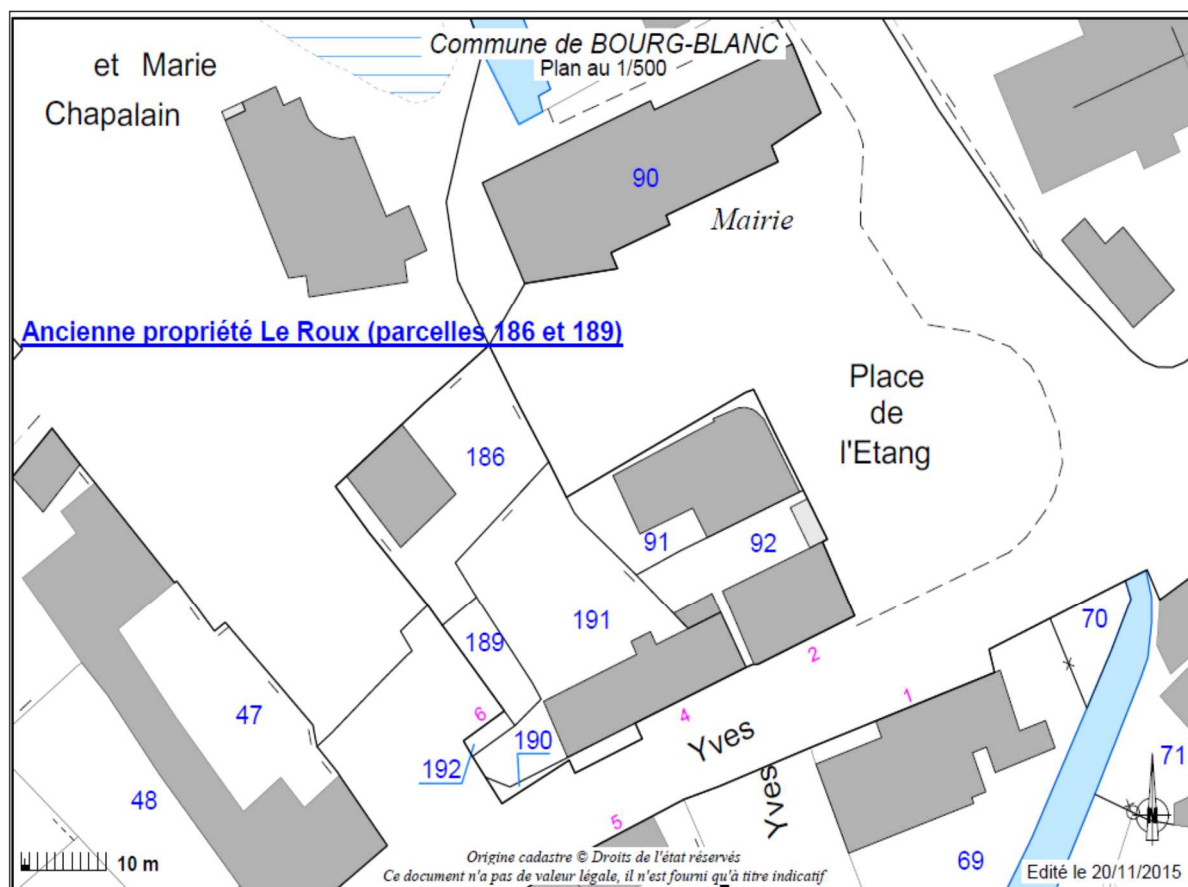 Commune de BOURG-BLANC
Plan au 1/500
et Marie
Chapalain
90
Mairie
Ancienne propriété Le Roux (parcelles 186 et 189)
Place
de
l'Etang
186
91
92
191
189
70
2
1
47
6
4
Yves
190
192
71
48
5
Yves
N
69
10 m
Origine cadastre © Droits de l'état réservés
Ce document n'a pas de valeur légale, il n'est fourni qu'à titre indicatif
Edité le 20/11/2015